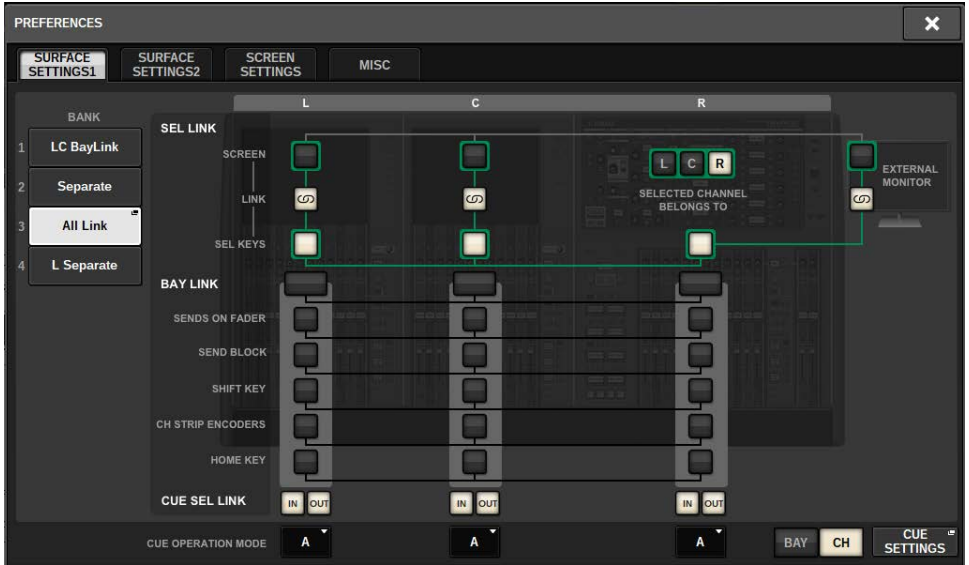 PREFERENCES
SURFACE
SETTINGS1
SURFACE
SETTINGS2
SCREEN
SETTINGS
MISC
L
C
R
BANK
1
LC BayLink
2
Separate
3
All Link
4
L Separate
SEL LINK
SCREEN
LINK
SEL KEYS
L
C
R
SELECTED CHANNEL
BELONGS TO
EXTERNAL
MONITOR
BAY LINK
SENDS ON FADER
SEND BLOCK
SHIFT KEY
CH STRIP ENCODERS
HOME KEY
CUE SEL LINK
IN
OUT
IN
OUT
IN
OUT
CUE OPERATION MODE
A
A
A
BAY
CH
CUE
SETTINGS